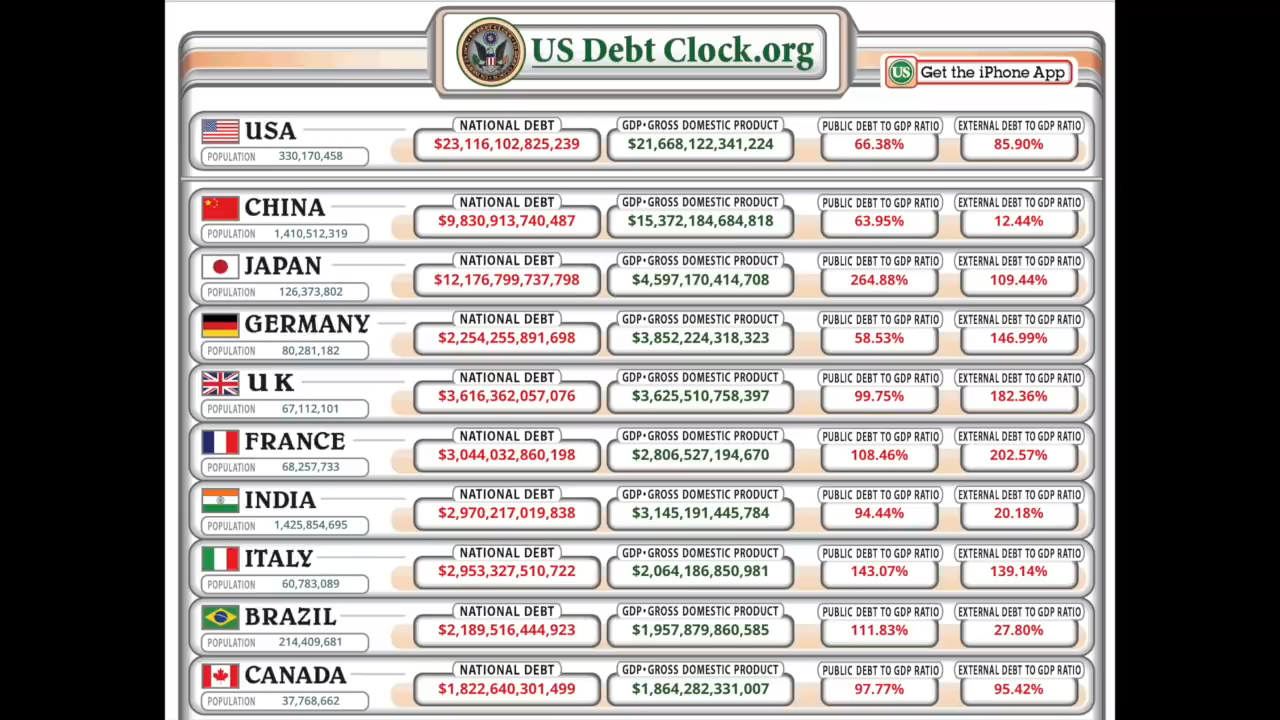 US Debt Clock.org
US Get the iPhone App
USA
POPULATION 330,170,458
NATIONAL DEBT
$23,116,102,825,239
GDP•GROSS DOMESTIC PRODUCT
$21,668,122,341,224
PUBLIC DEBT TO GDP RATIO
66.38%
EXTERNAL DEBT TO GDP RATIO
85.90%
CHINA
POPULATION 1,410,512,319
NATIONAL DEBT
$9,830,913,740,487
GDP•GROSS DOMESTIC PRODUCT
$15,372,184,684,818
PUBLIC DEBT TO GDP RATIO
63.95%
EXTERNAL DEBT TO GDP RATIO
12.44%
JAPAN
POPULATION 126,373,802
NATIONAL DEBT
$12,176,799,737,798
GDP•GROSS DOMESTIC PRODUCT
$4,597,170,414,708
PUBLIC DEBT TO GDP RATIO
264.88%
EXTERNAL DEBT TO GDP RATIO
109.44%
GERMANY
POPULATION 80,281,182
NATIONAL DEBT
$2,254,255,891,698
GDP•GROSS DOMESTIC PRODUCT
$3,852,224,318,323
PUBLIC DEBT TO GDP RATIO
58.53%
EXTERNAL DEBT TO GDP RATIO
146.99%
UK
POPULATION 67,112,101
NATIONAL DEBT
$3,616,362,057,076
GDP•GROSS DOMESTIC PRODUCT
$3,625,510,758,397
PUBLIC DEBT TO GDP RATIO
99.75%
EXTERNAL DEBT TO GDP RATIO
182.36%
FRANCE
POPULATION 68,257,733
NATIONAL DEBT
$3,044,032,860,198
GDP•GROSS DOMESTIC PRODUCT
$2,806,527,194,670
PUBLIC DEBT TO GDP RATIO
108.46%
EXTERNAL DEBT TO GDP RATIO
202.57%
INDIA
POPULATION 1,425,854,695
NATIONAL DEBT
$2,970,217,019,838
GDP•GROSS DOMESTIC PRODUCT
$3,145,191,445,784
PUBLIC DEBT TO GDP RATIO
94.44%
EXTERNAL DEBT TO GDP RATIO
20.18%
ITALY
POPULATION 60,783,089
NATIONAL DEBT
$2,953,327,510,722
GDP•GROSS DOMESTIC PRODUCT
$2,064,186,850,981
PUBLIC DEBT TO GDP RATIO
143.07%
EXTERNAL DEBT TO GDP RATIO
139.14%
BRAZIL
POPULATION 214,409,681
NATIONAL DEBT
$2,189,516,444,923
GDP•GROSS DOMESTIC PRODUCT
$1,957,879,860,585
PUBLIC DEBT TO GDP RATIO
111.83%
EXTERNAL DEBT TO GDP RATIO
27.80%
CANADA
POPULATION 37,768,662
NATIONAL DEBT
$1,822,640,301,499
GDP•GROSS DOMESTIC PRODUCT
$1,864,282,331,007
PUBLIC DEBT TO GDP RATIO
97.77%
EXTERNAL DEBT TO GDP RATIO
95.42%